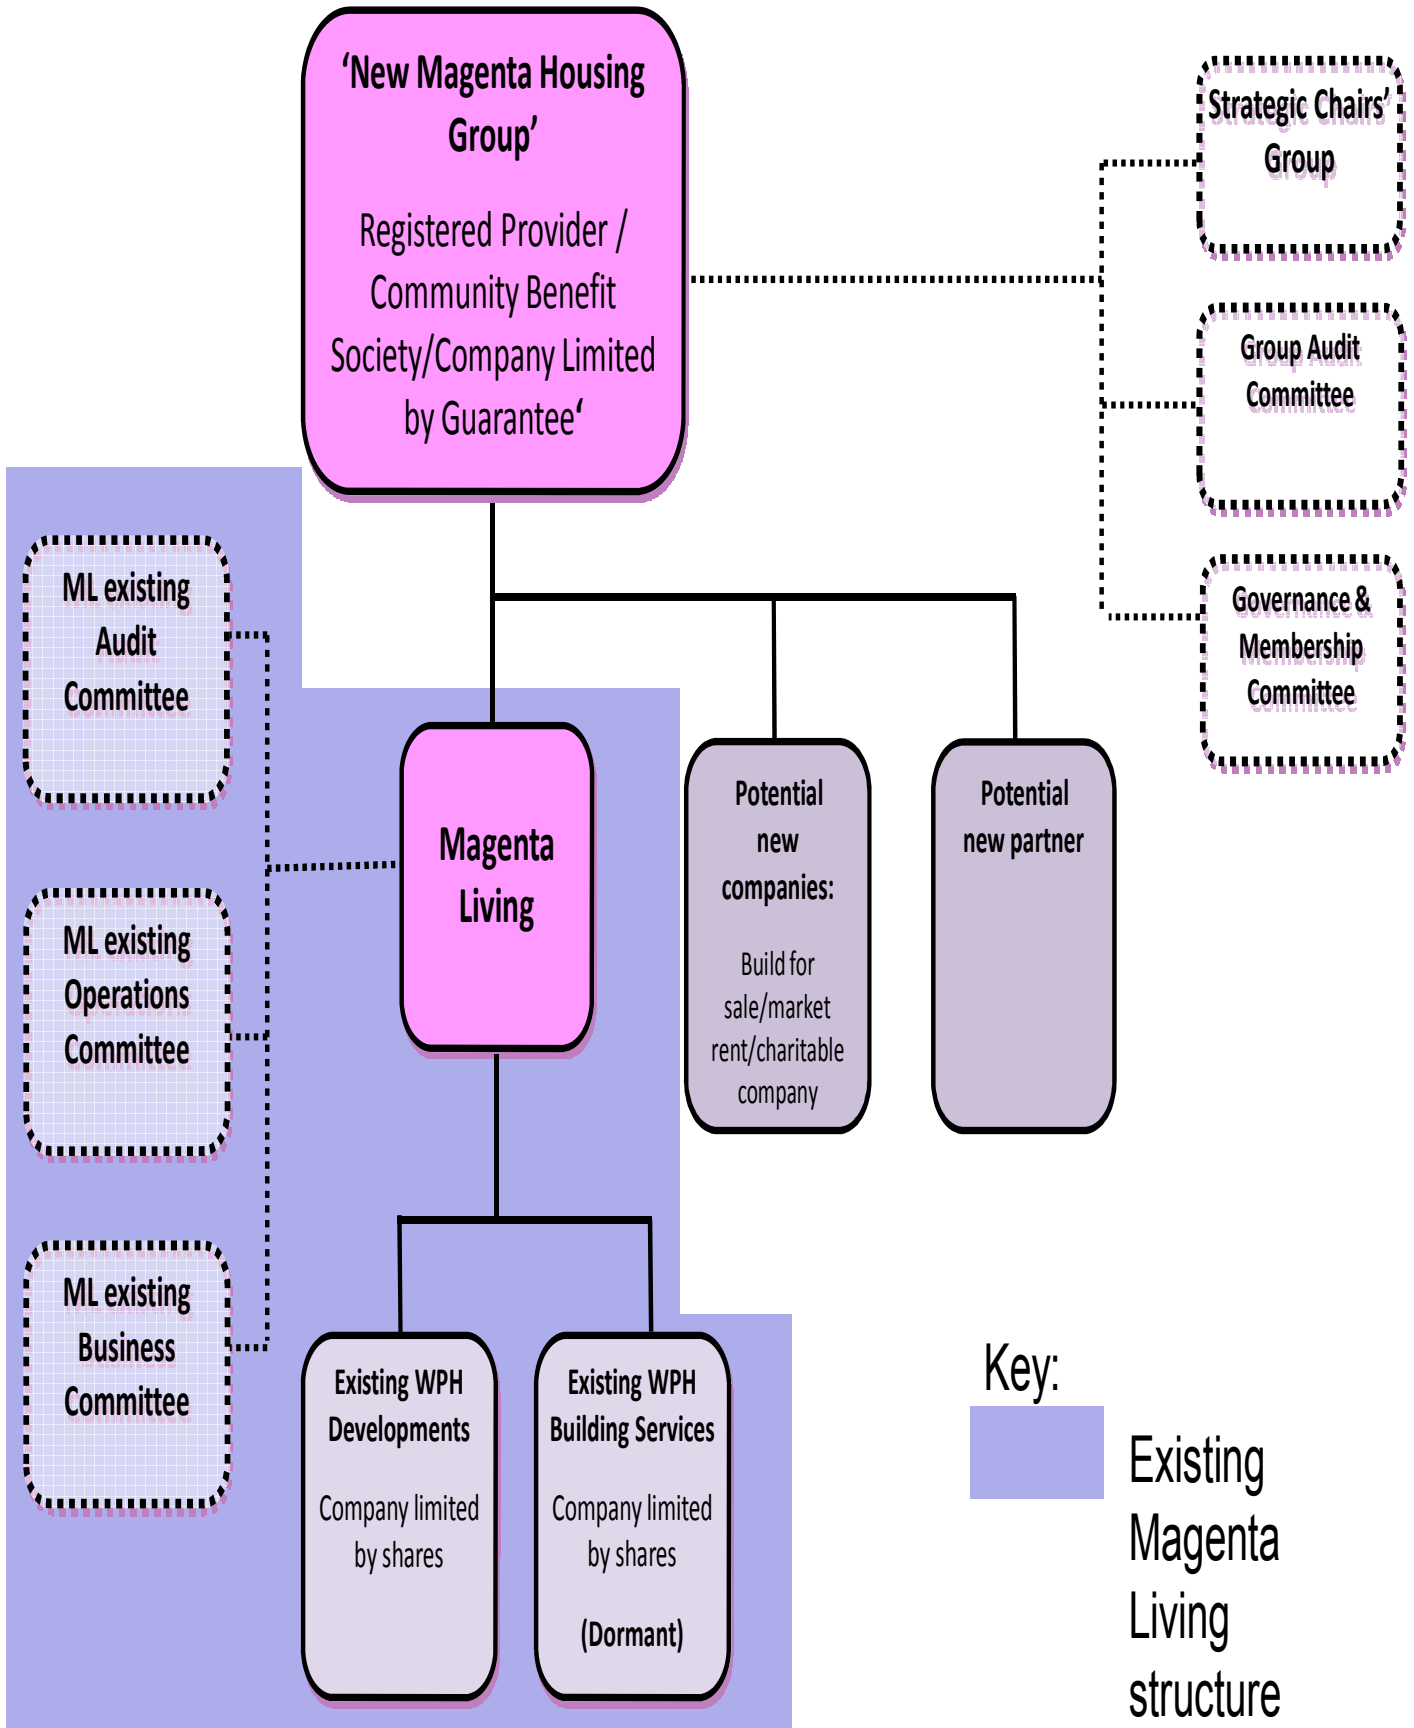 ‘New Magenta Housing
Group’
Registered Provider /
Community Benefit
Society/Company Limited
by Guarantee‘
Strategic Chairs’
Group
Group Audit
Committee
Governance &
Membership
Committee
ML existing
Audit
Committee
ML existing
Operations
Committee
ML existing
Business
Committee
Magenta
Living
Potential
new
companies:
Build for
sale/market
rent/charitable
company
Potential
new partner
Existing WPH
Developments
Company limited
by shares
Existing WPH
Building Services
Company limited
by shares
(Dormant)
Key:
Existing
Magenta
Living
structure